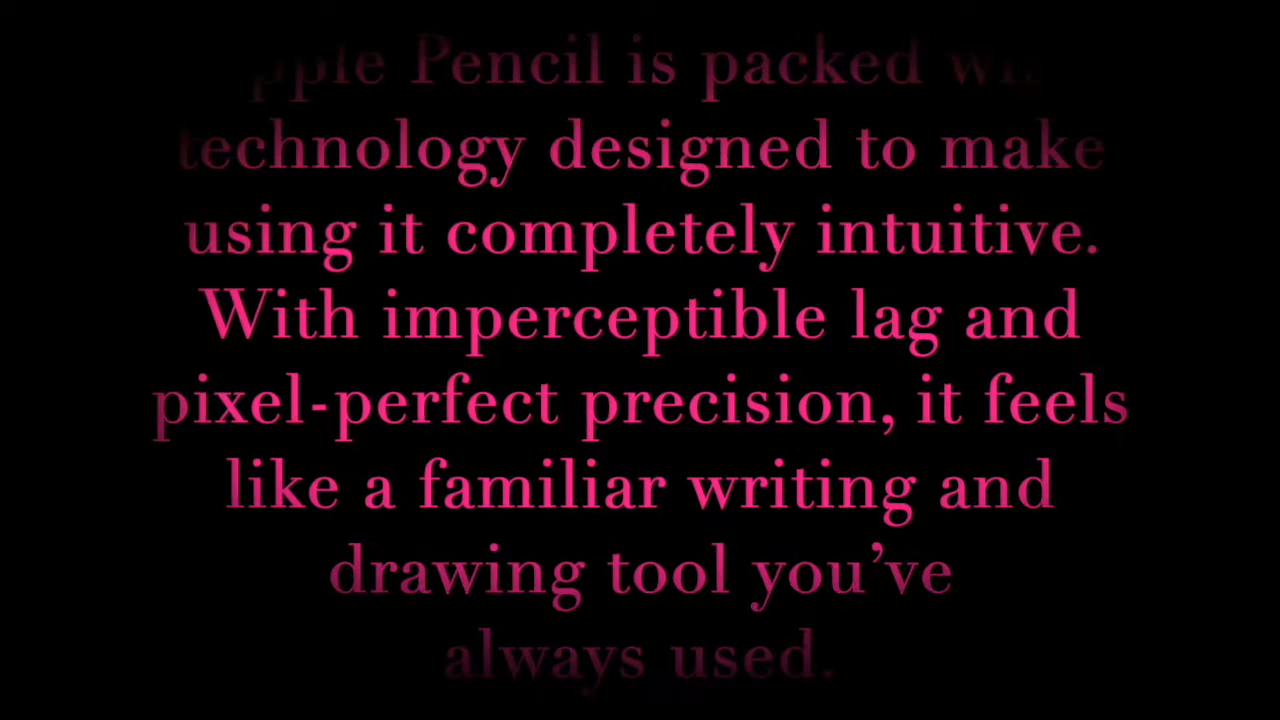 Pencil is packed
technology designed to make
using it completely intuitive.
With imperceptible lag and
pixel-perfect precision, it feels
like a familiar writing and
drawing tool you’ve
always used.